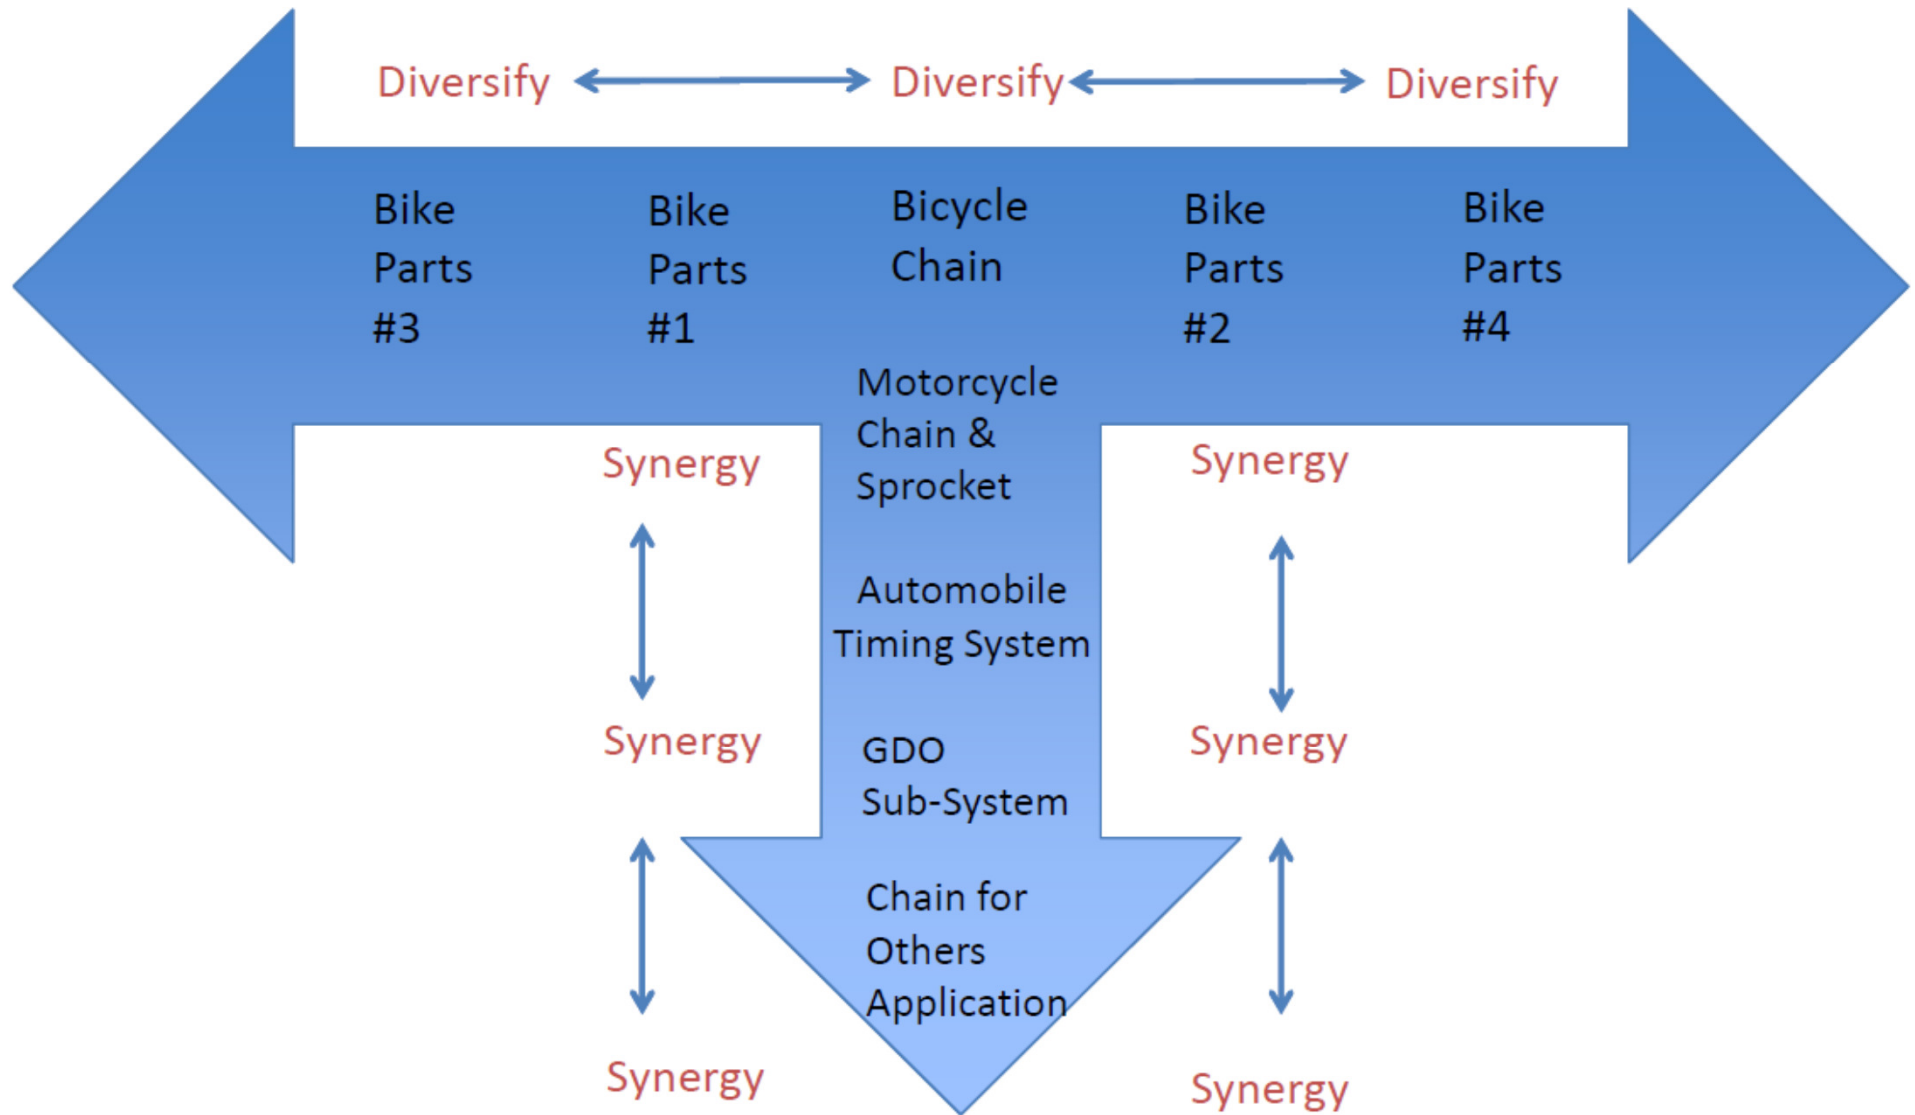 Diversify
Diversify
Diversify
Bike
Parts
#3
Bike
Parts
#1
Bicycle
Chain
Bike
Parts
#2
Bike
Parts
#4
Motorcycle
Chain &
Sprocket
Synergy
Synergy
Automobile
Timing System
Synergy
Synergy
GDO
Sub-System
Chain for
Others
Application
Synergy
Synergy